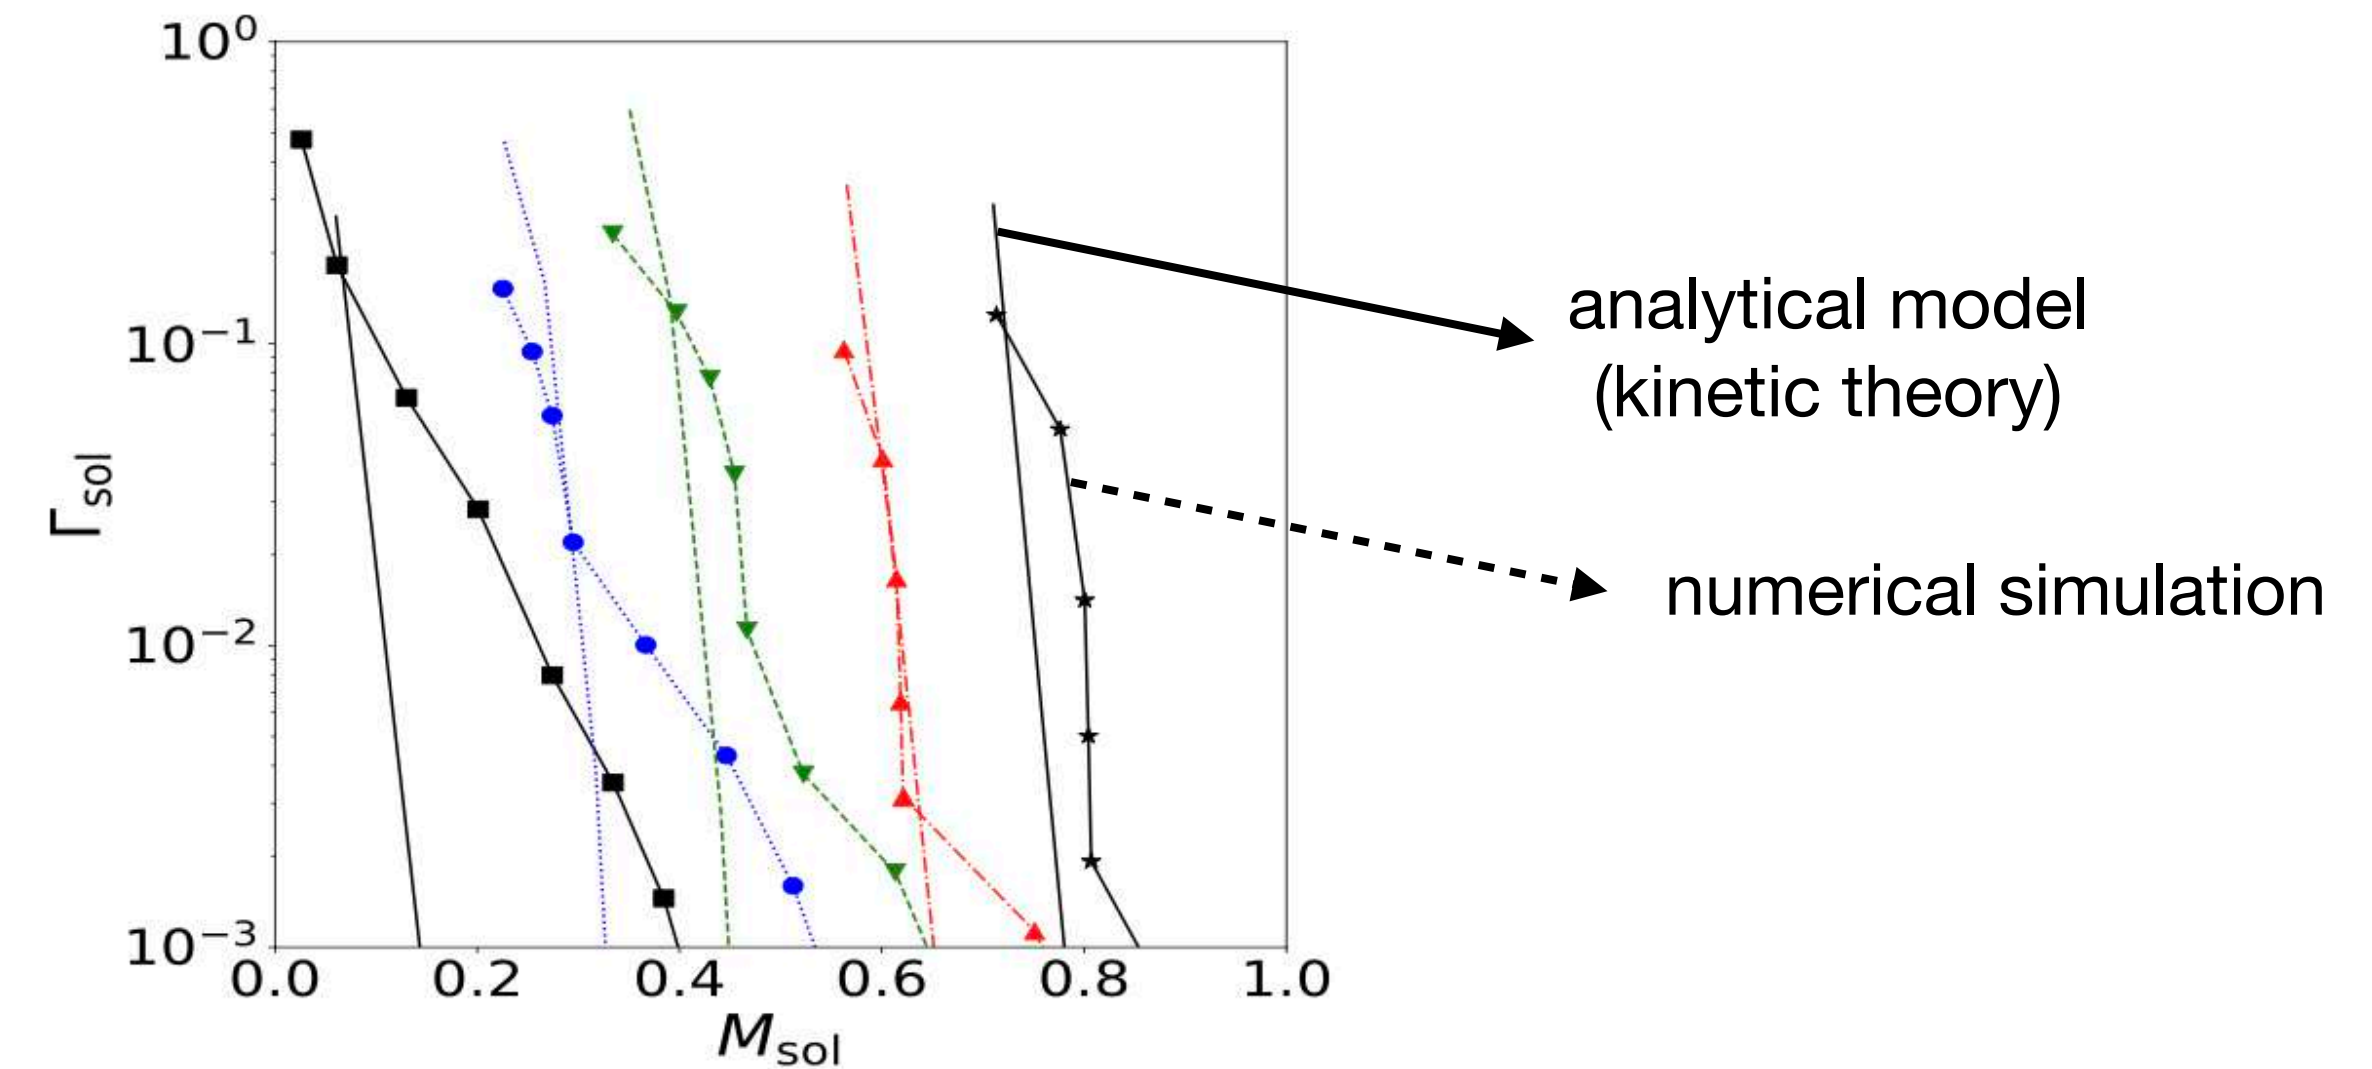 10⁰
10⁻¹
10⁻²
10⁻³
Γsol
0.0 0.2 0.4 0.6 0.8 1.0
Msol
analytical model
(kinetic theory)
numerical simulation